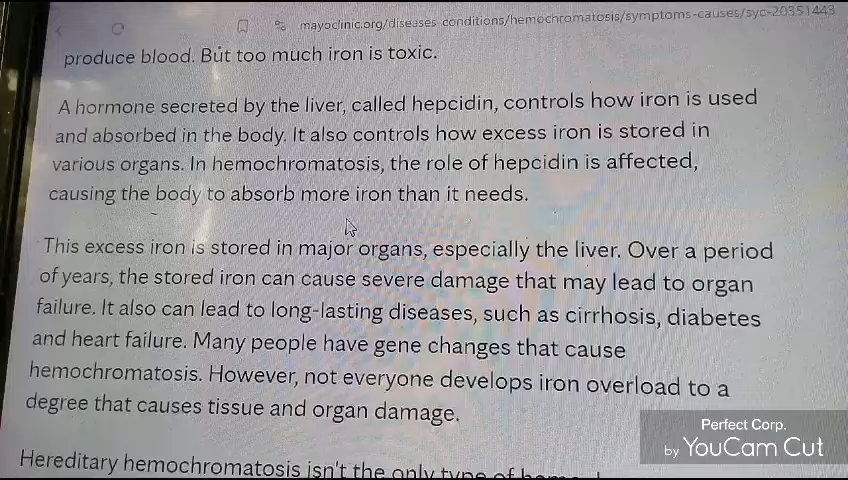 mayoclinic.org/diseases-conditions/hemochromatosis/symptoms-causes/syc-20351443
produce blood. But too much iron is toxic.
A hormone secreted by the liver, called hepcidin, controls how iron is used
and absorbed in the body. It also controls how excess iron is stored in
various organs. In hemochromatosis, the role of hepcidin is affected,
causing the body to absorb more iron than it needs.
This excess iron is stored in major organs, especially the liver. Over a period
of years, the stored iron can cause severe damage that may lead to organ
failure. It also can lead to long-lasting diseases, such as cirrhosis, diabetes
and heart failure. Many people have gene changes that cause
hemochromatosis. However, not everyone develops iron overload to a
degree that causes tissue and organ damage.
Hereditary hemochromatosis isn't the only type of
Perfect Corp.
by YouCam Cut